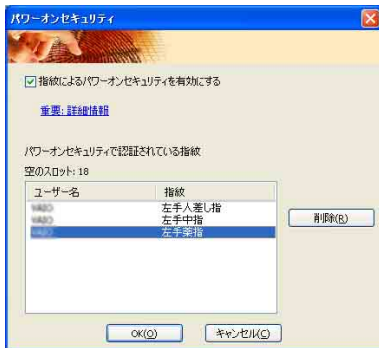 パワーオンセキュリティ
指紋によるパワーオンセキュリティを有効にする
重要: 詳細情報
パワーオンセキュリティで認証されている指紋
空のスロット: 18
ユーザー名 指紋
左手人差し指
左手中指
左手薬指
削除(R)
OK(O) キャンセル(C)